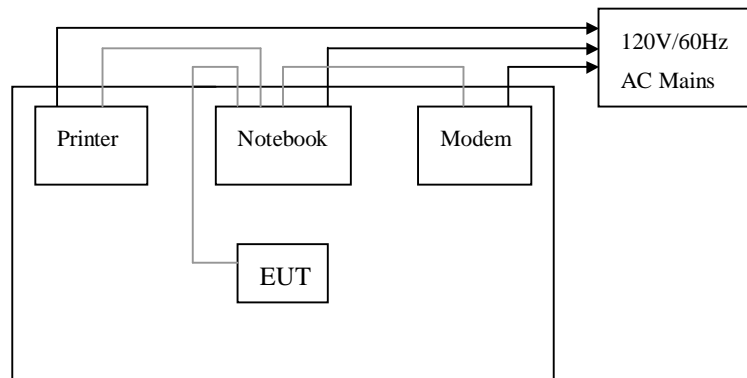 120V/60Hz
AC Mains
Printer
Notebook
Modem
EUT